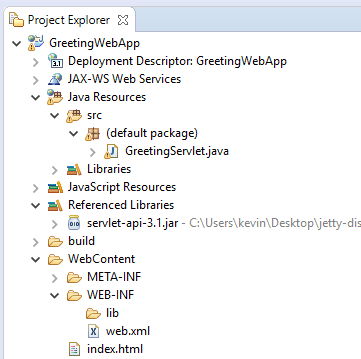 Project Explorer
GreetingWebApp
3.1 Deployment Descriptor: GreetingWebApp
JAX-WS Web Services
Java Resources
src
(default package)
J GreetingServlet.java
Libraries
JavaScript Resources
Referenced Libraries
servlet-api-3.1.jar - C:\Users\kevin\Desktop\jetty-dis
build
WebContent
META-INF
WEB-INF
lib
X web.xml
index.html